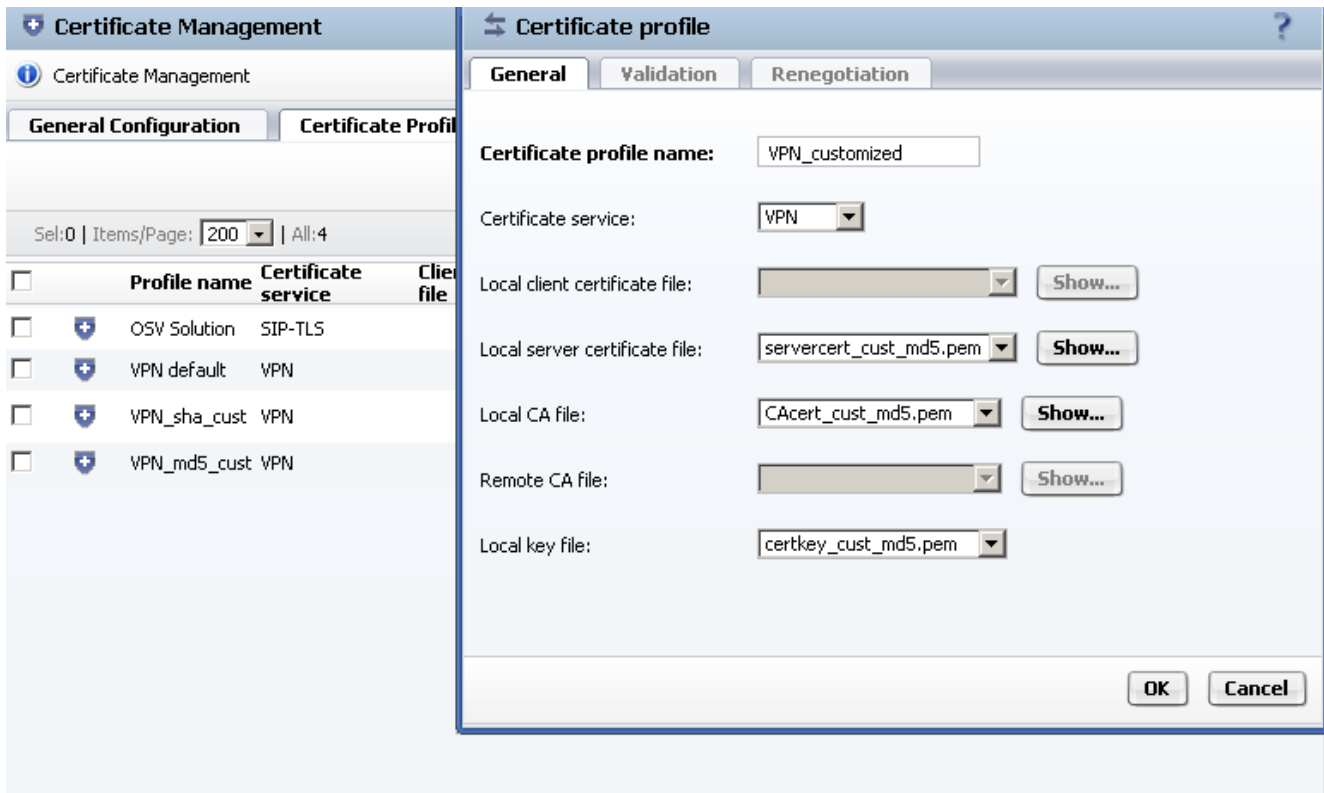 Certificate Management
Certificate Management
General Configuration
Certificate Profil
Sel:0 | Items/Page: 200 | All:4
Profile name Certificate service Clie file
OSV Solution SIP-TLS
VPN default VPN
VPN_sha_cust VPN
VPN_md5_cust VPN
Certificate profile ?
General Validation Renegotiation
Certificate profile name: VPN_customized
Certificate service: VPN
Local client certificate file: Show...
Local server certificate file: servercert_cust_md5.pem Show...
Local CA file: CAcert_cust_md5.pem Show...
Remote CA file: Show...
Local key file: certkey_cust_md5.pem
OK Cancel